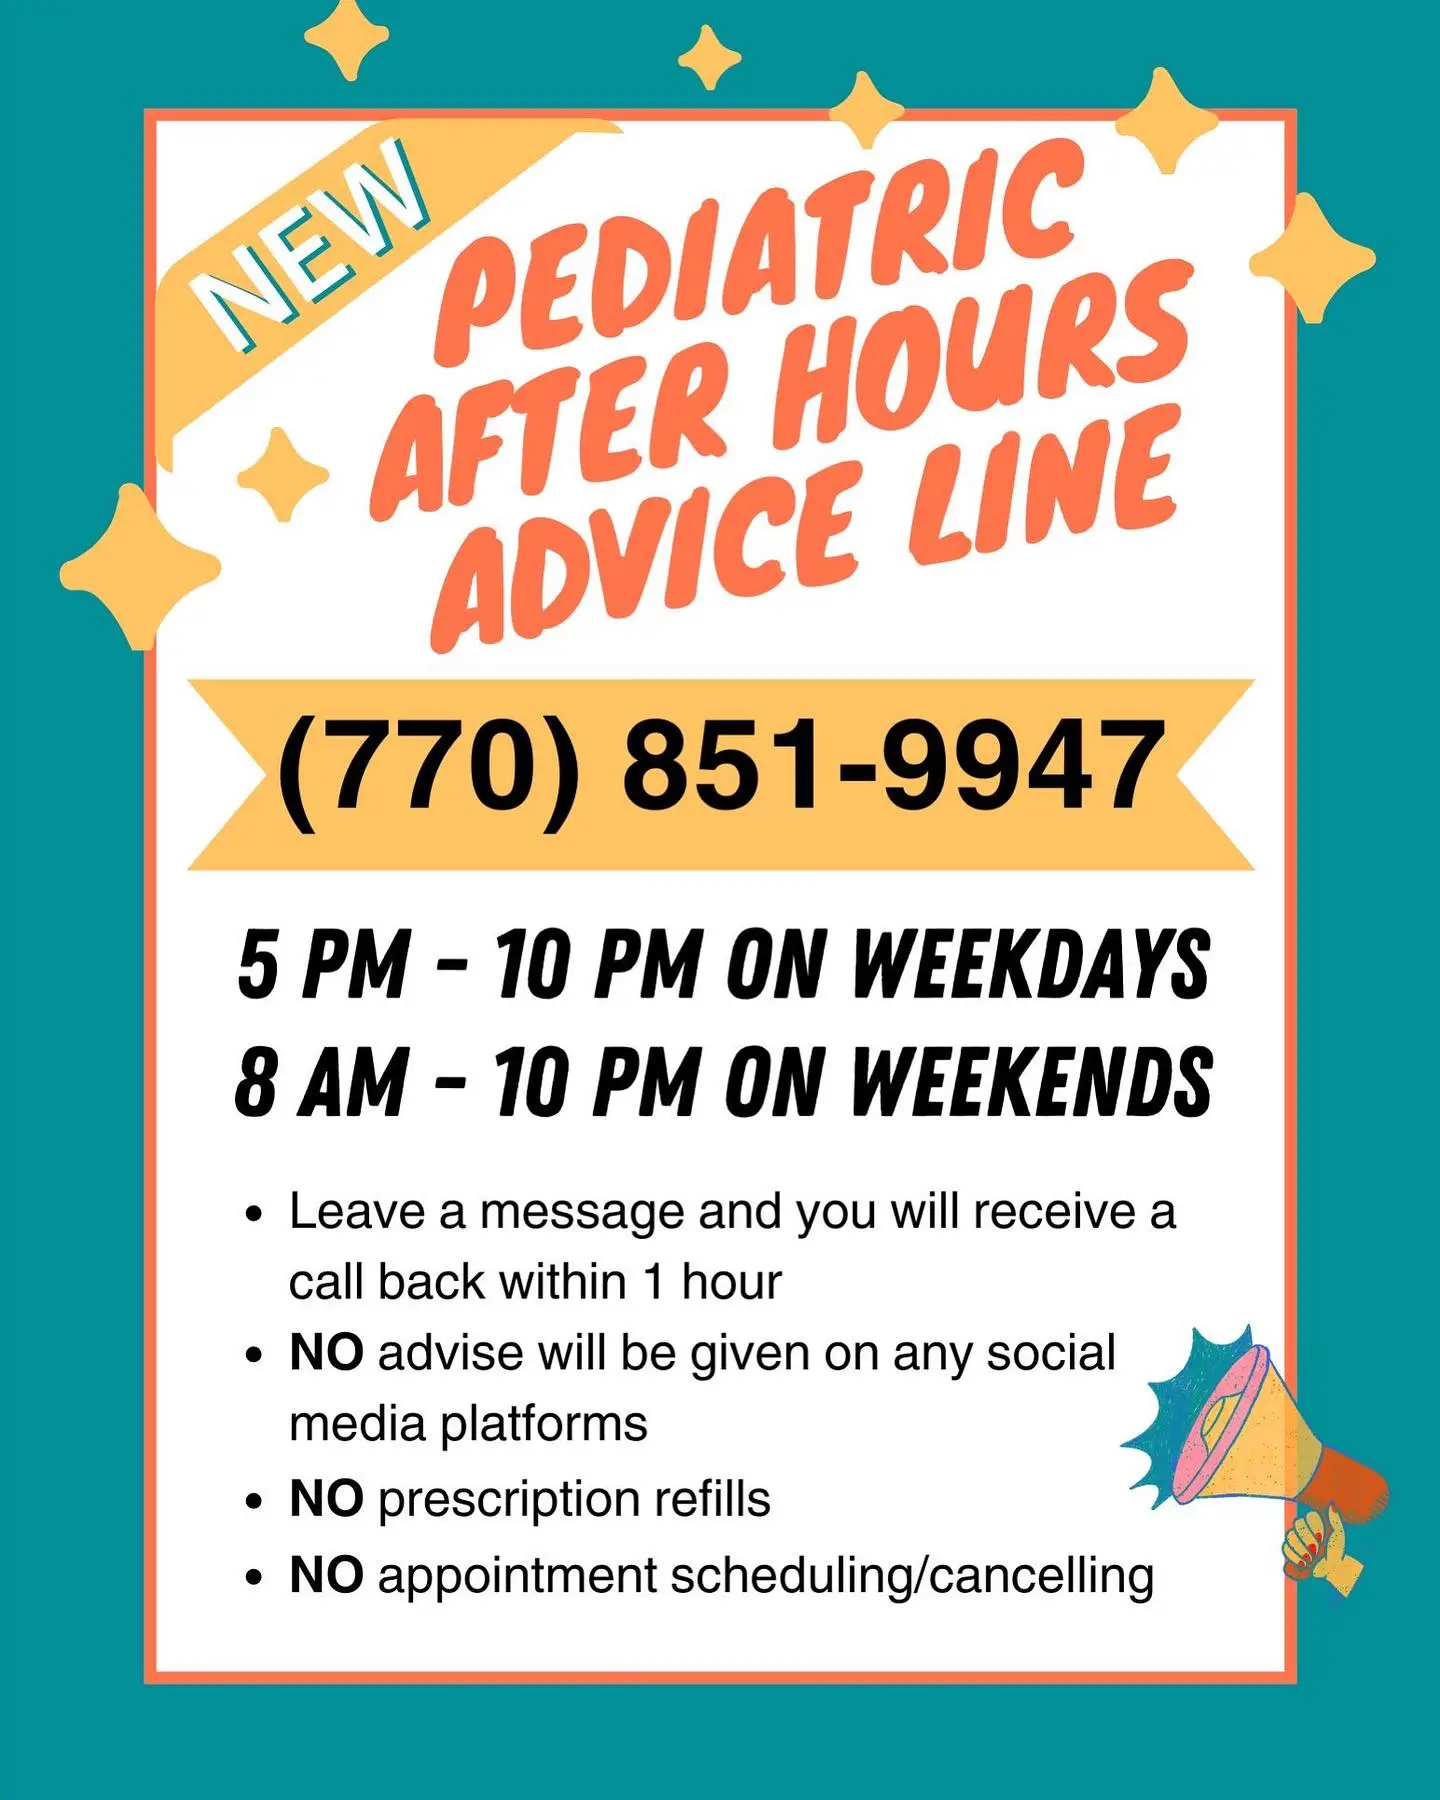 NEW
PEDIATRIC
AFTER HOURS
ADVICE LINE
(770) 851-9947
5 PM - 10 PM ON WEEKDAYS
8 AM - 10 PM ON WEEKENDS
• Leave a message and you will receive a
call back within 1 hour
• NO advise will be given on any social
media platforms
• NO prescription refills
• NO appointment scheduling/cancelling